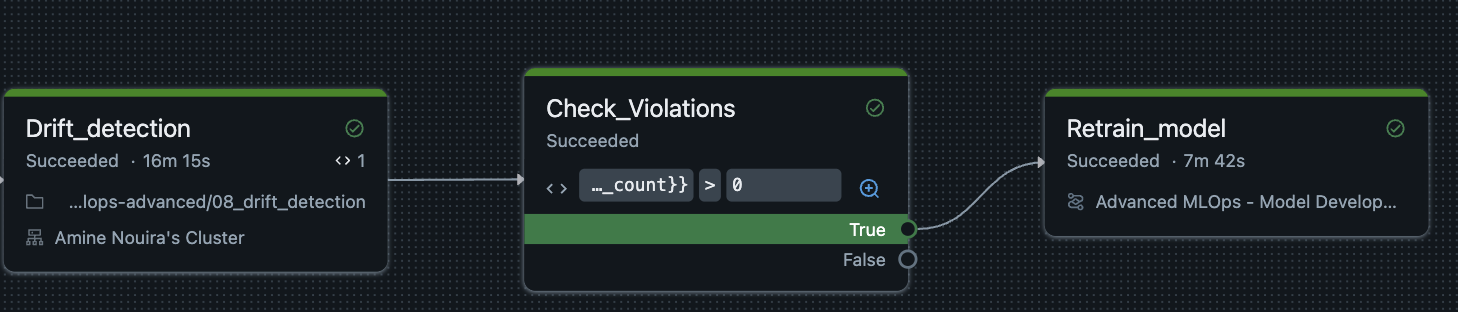 Drift_detection
Succeeded · 16m 15s <> 1
...lops-advanced/08_drift_detection
Amine Nouira's Cluster
Check_Violations
Succeeded
<> ..._count}} > 0
True
False
Retrain_model
Succeeded · 7m 42s
Advanced MLOps - Model Develop...